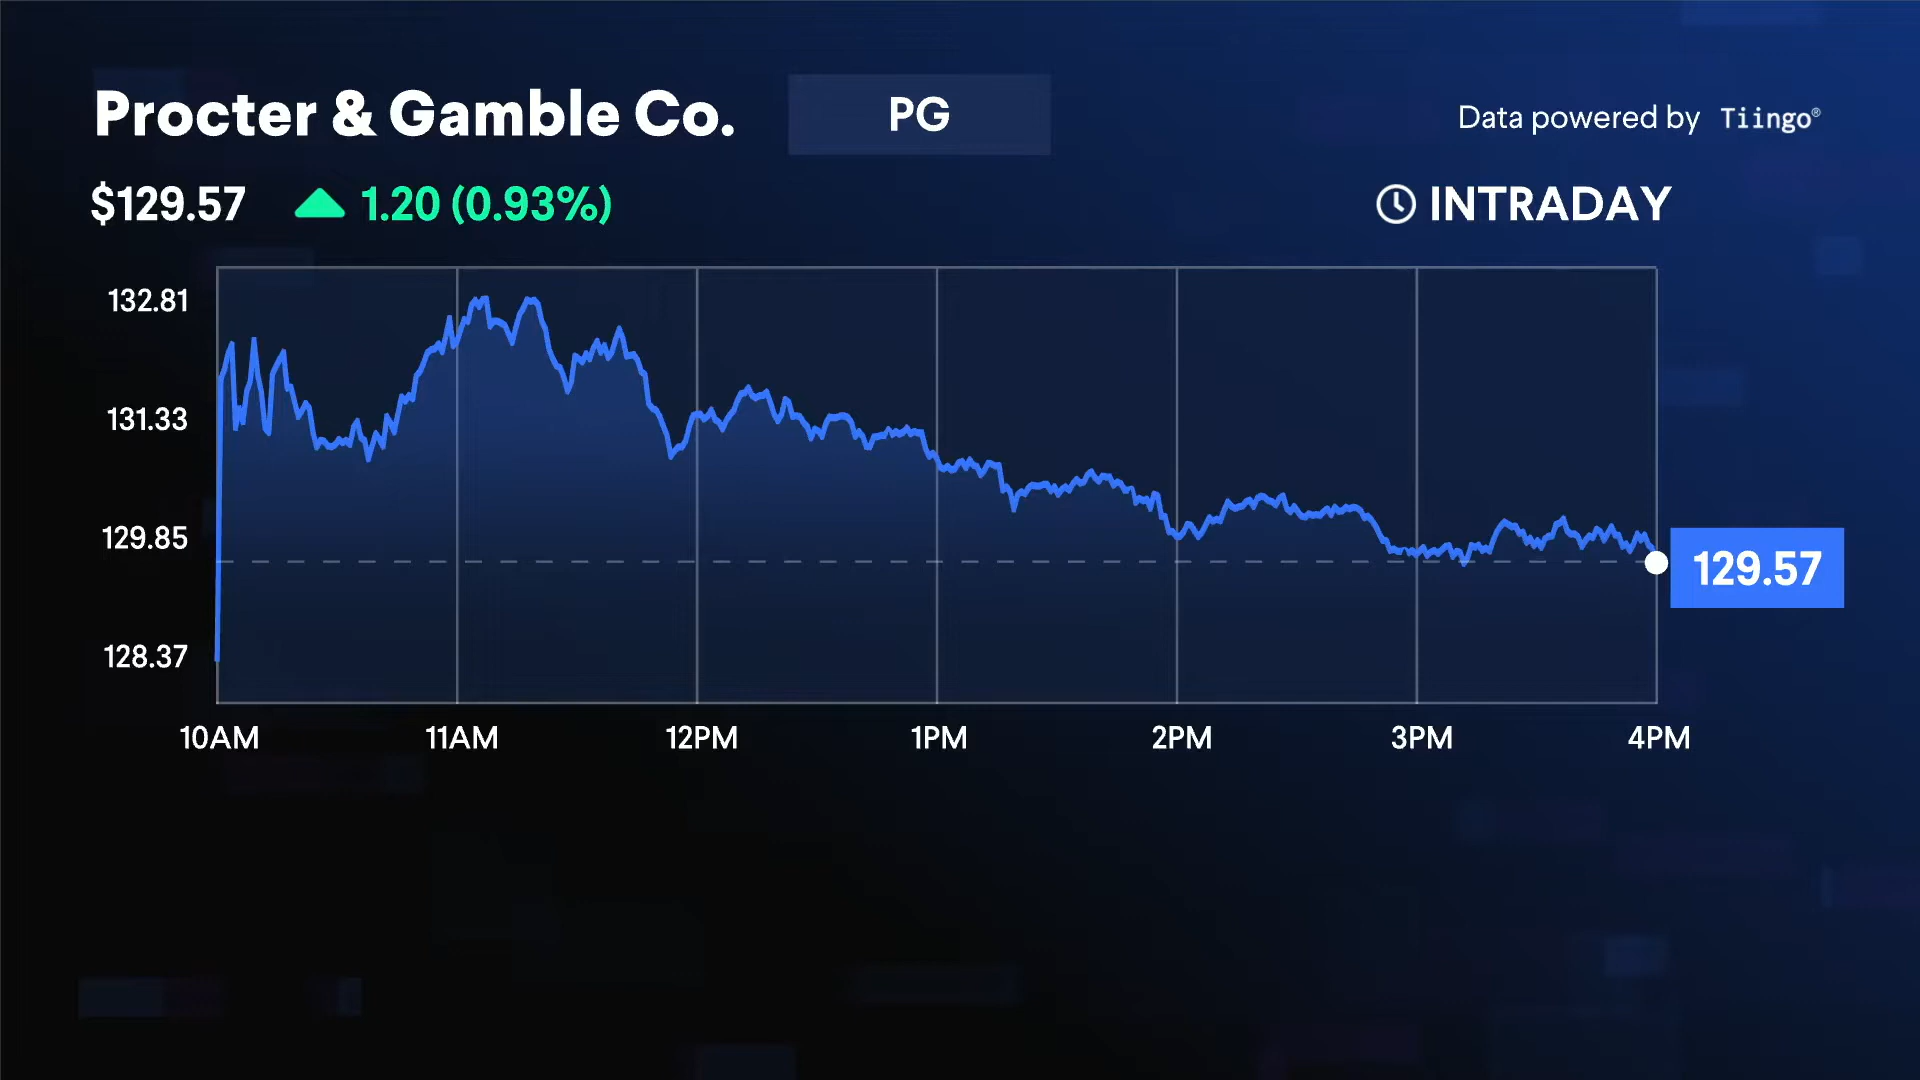 Procter & Gamble Co.
PG
Data powered by Tiingo®
$129.57
1.20 (0.93%)
INTRADAY
132.81
131.33
129.85
128.37
129.57
10AM
11AM
12PM
1PM
2PM
3PM
4PM